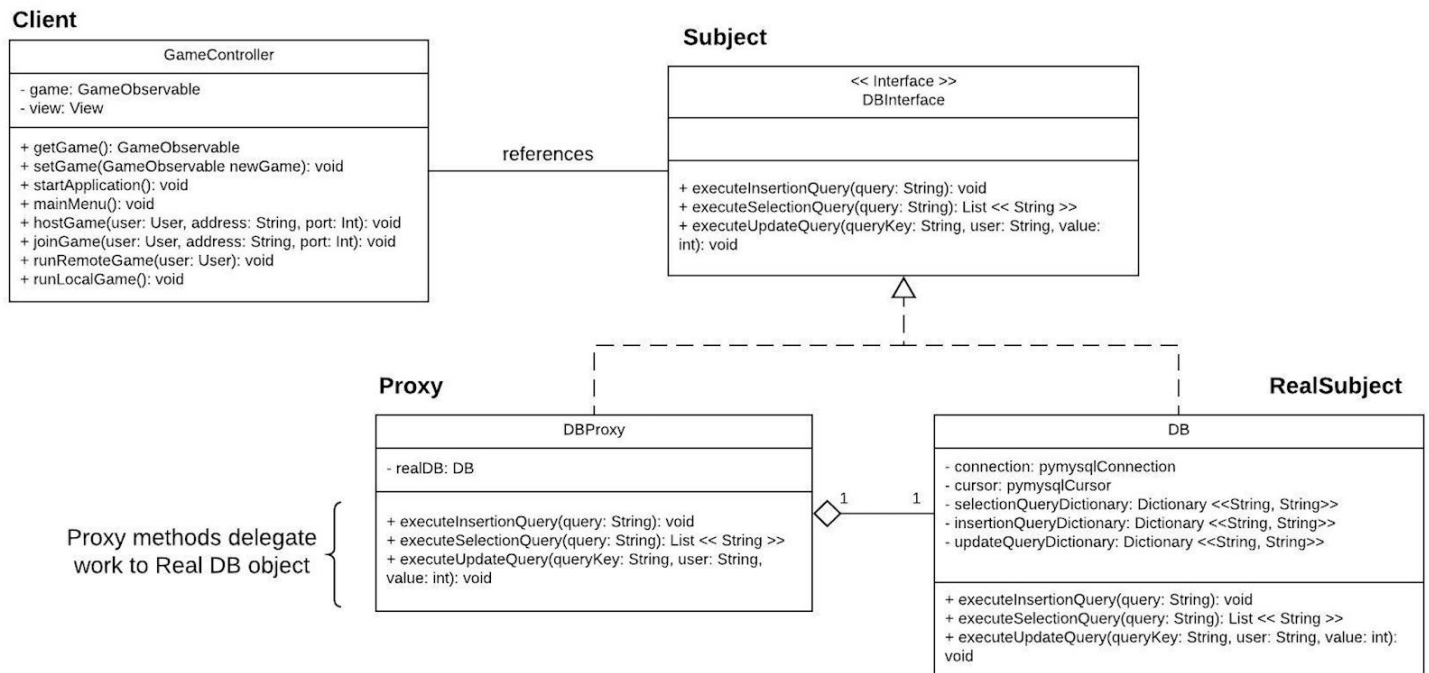 Client
GameController
- game: GameObservable
- view: View
+ getGame(): GameObservable
+ setGame(GameObservable newGame): void
+ startApplication(): void
+ mainMenu(): void
+ hostGame(user: User, address: String, port: Int): void
+ joinGame(user: User, address: String, port: Int): void
+ runRemoteGame(user: User): void
+ runLocalGame(): void
references
Subject
<< Interface >>
DBInterface
+ executeInsertionQuery(query: String): void
+ executeSelectionQuery(query: String): List << String >>
+ executeUpdateQuery(queryKey: String, user: String, value:
int): void
Proxy
DBProxy
- realDB: DB
+ executeInsertionQuery(query: String): void
+ executeSelectionQuery(query: String): List << String >>
+ executeUpdateQuery(queryKey: String, user: String,
value: int): void
Proxy methods delegate
work to Real DB object
1
1
RealSubject
DB
- connection: pymysqlConnection
- cursor: pymysqlCursor
- selectionQueryDictionary: Dictionary <<String, String>>
- insertionQueryDictionary: Dictionary <<String, String>>
- updateQueryDictionary: Dictionary <<String, String>>
+ executeInsertionQuery(query: String): void
+ executeSelectionQuery(query: String): List << String >>
+ executeUpdateQuery(queryKey: String, user: String, value: int):
void